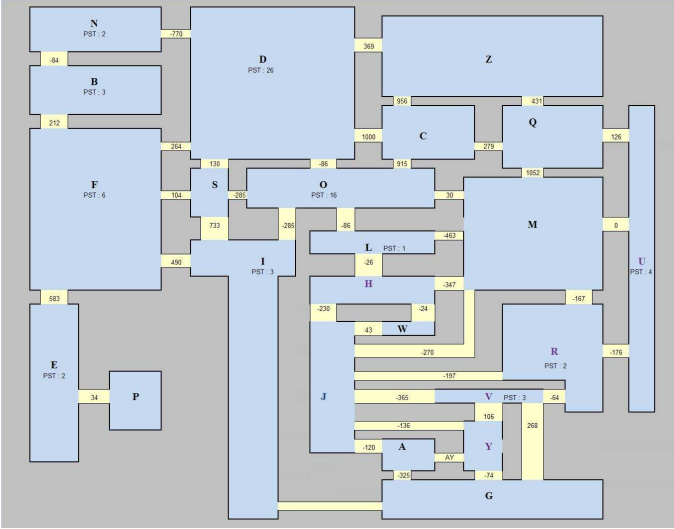 N
PST : 2
-770
D
PST : 26
369
Z
-84
B
PST : 3
212
956
431
264
1000
C
279
Q
126
130
-86
915
1052
F
PST : 6
104
S
-285
O
PST : 16
30
M
733
-285
-86
0
490
I
PST : 3
L
PST : 1
-463
-26
U
PST : 4
H
-347
583
-167
-230
-24
E
PST : 2
43
W
-270
R
PST : 2
-176
-197
34
P
J
-365
V
PST : 3
-64
106
268
-136
-120
A
AY
Y
-325
-74
G